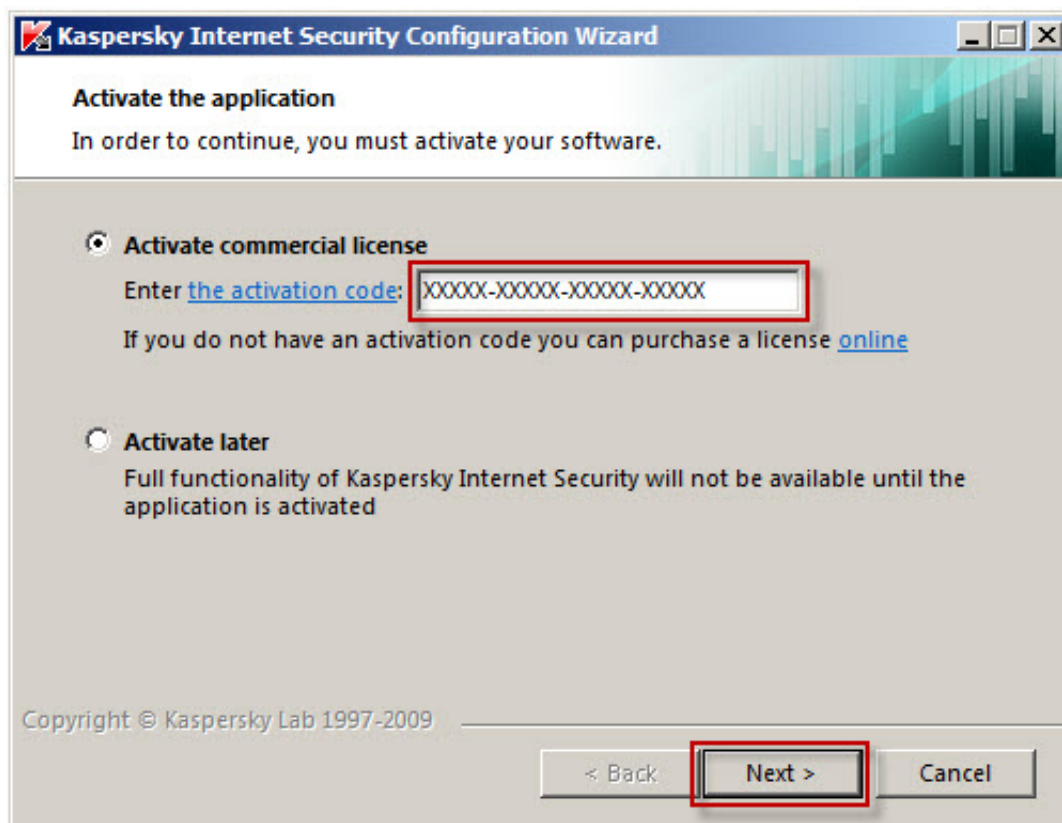 Kaspersky Internet Security Configuration Wizard
Activate the application
In order to continue, you must activate your software.
Activate commercial license
Enter the activation code: XXXXX-XXXXX-XXXXX-XXXXX
If you do not have an activation code you can purchase a license online
Activate later
Full functionality of Kaspersky Internet Security will not be available until the
application is activated
Copyright © Kaspersky Lab 1997-2009
< Back Next > Cancel